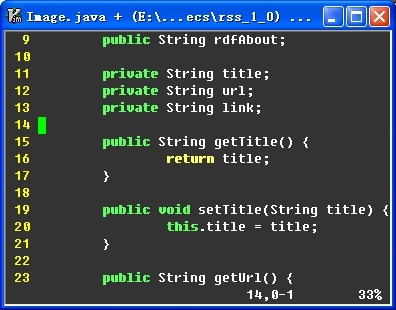 Image.java + (E:\...ecs\rss_1_0) ...
9 public String rdfAbout;
10
11 private String title;
12 private String url;
13 private String link;
14
15 public String getTitle() {
16 return title;
17 }
18
19 public void setTitle(String title) {
20 this.title = title;
21 }
22
23 public String getUrl() {
14,0-1 33%